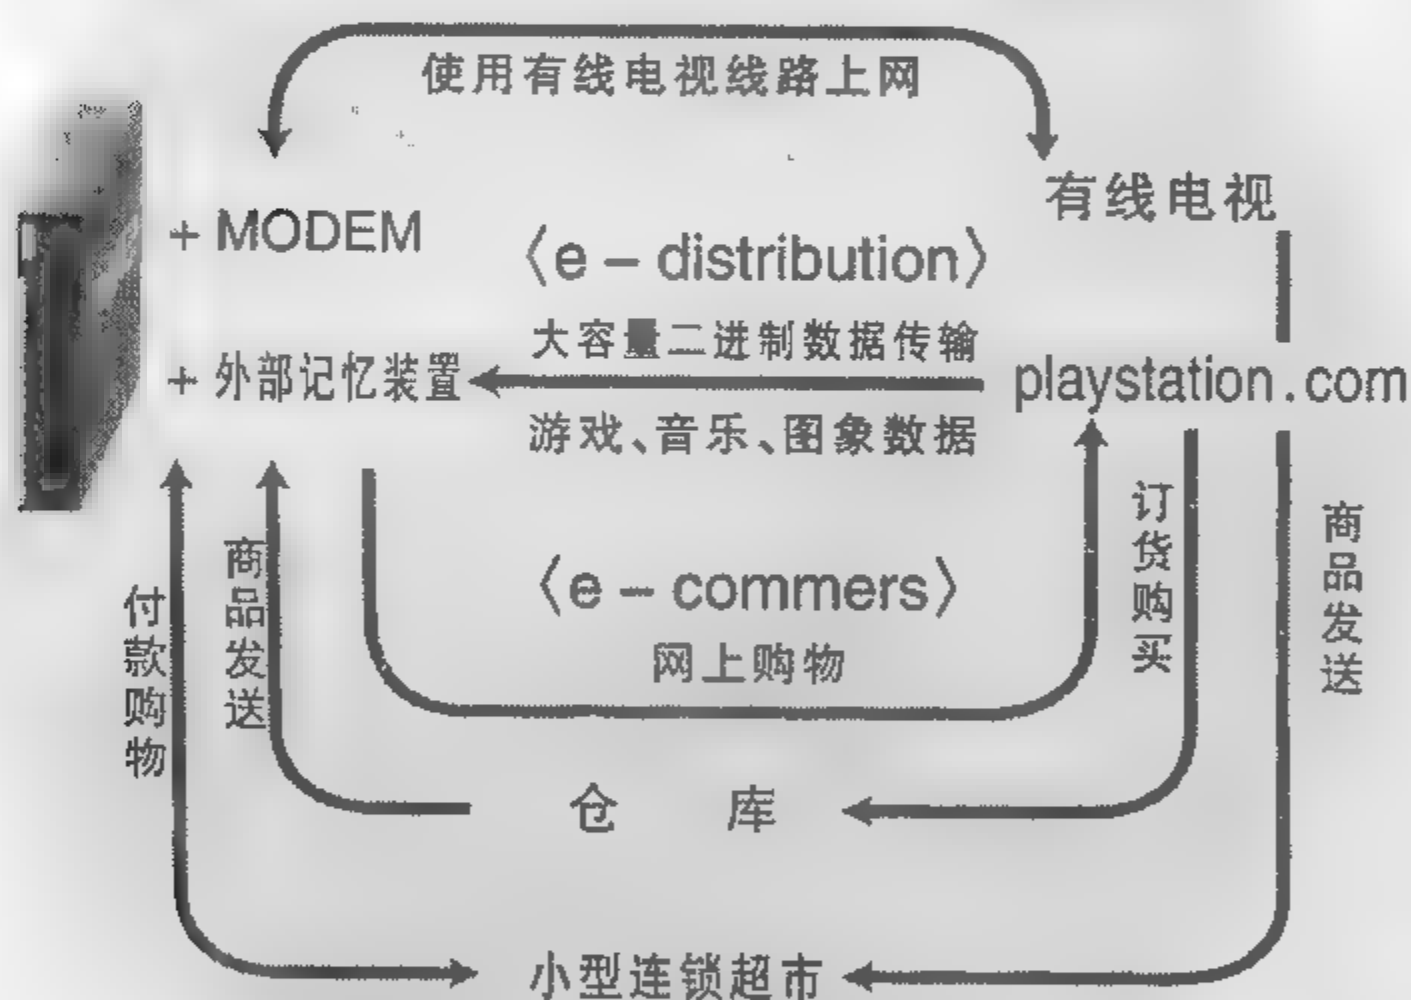 使用有线电视线路上网
有线电视
+ MODEM
〈e – distribution〉
大容量二进制数据传输
+ 外部记忆装置
playstation.com
游戏、音乐、图象数据
订货购买
商品发送
商品发送
付款购物
〈e – commers〉
网上购物
仓 库
小型连锁超市